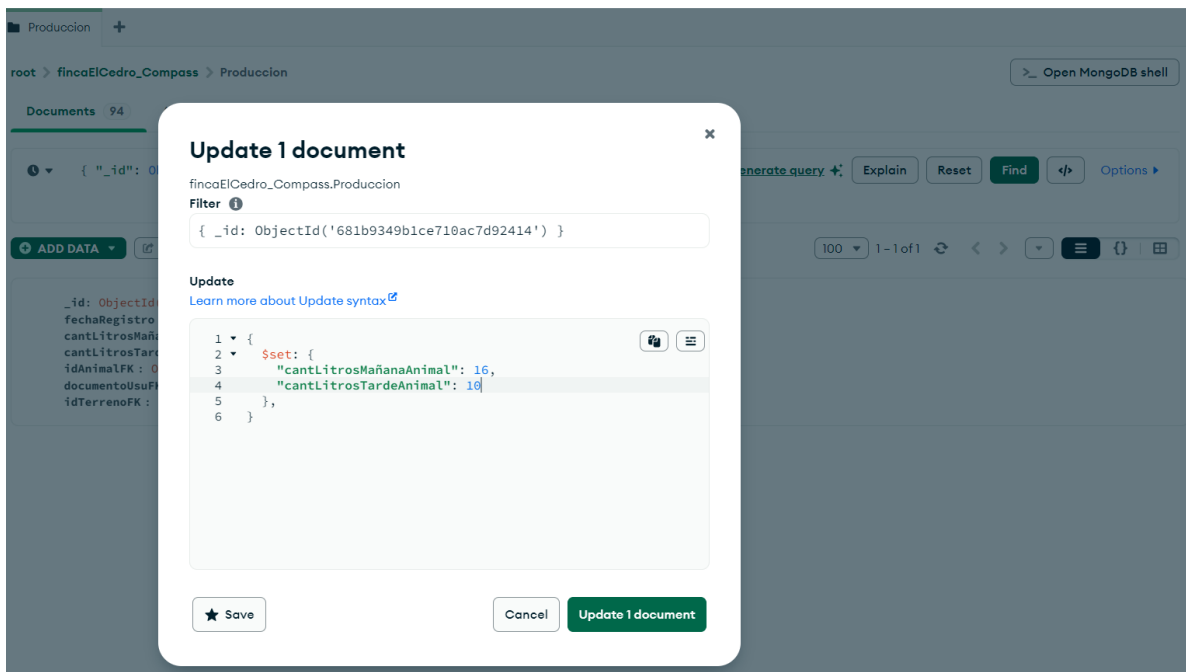 Produccion
root > fincaElCedro_Compass > Produccion
>_ Open MongoDB shell
Documents 94
{ "_id":
enerate query Explain Reset Find </> Options
ADD DATA
100 1 – 1 of 1 {}
_id: ObjectId
fechaRegistro
cantLitrosMaña
cantLitrosTard
idAnimalFK :
documentoUsuFK
idTerrenoFK :
Update 1 document
fincaElCedro_Compass.Produccion
Filter
{ _id: ObjectId('681b9349b1ce710ac7d92414') }
Update
Learn more about Update syntax
1 {
2 $set: {
3 "cantLitrosMañanaAnimal": 16,
4 "cantLitrosTardeAnimal": 10
5 },
6 }
Save Cancel Update 1 document